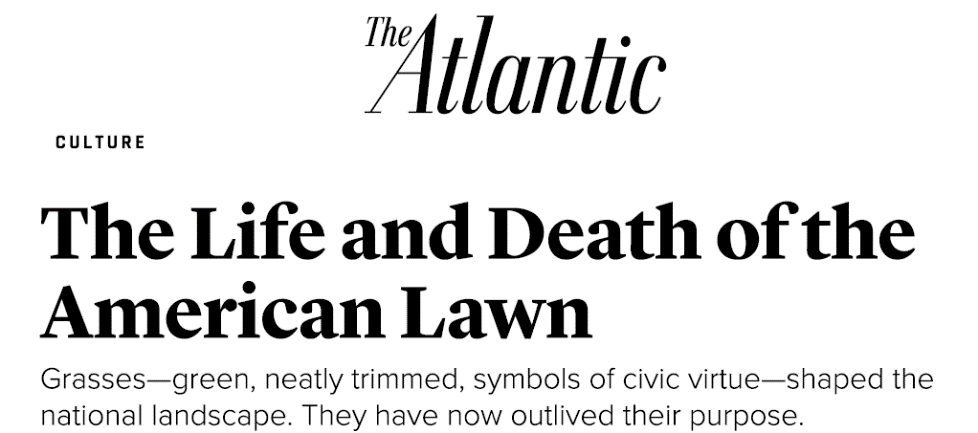 The Atlantic
CULTURE
The Life and Death of the
American Lawn
Grasses—green, neatly trimmed, symbols of civic virtue—shaped the
national landscape. They have now outlived their purpose.